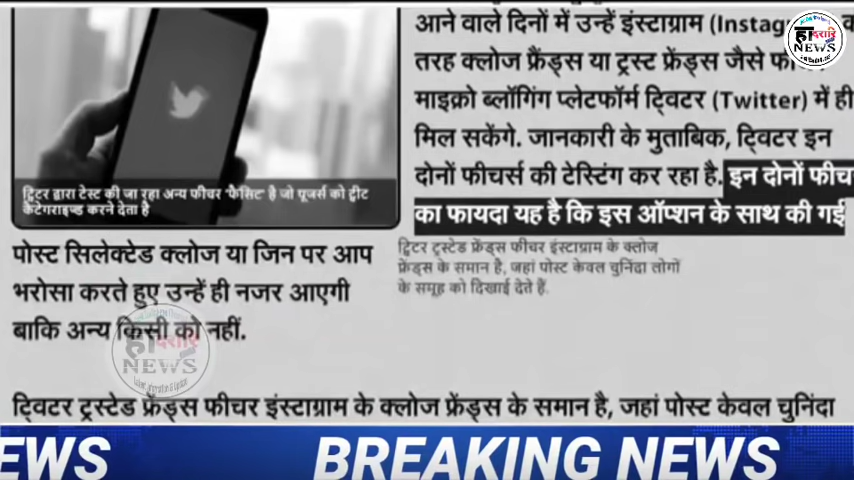 आने वाले दिनों में उन्हें इंस्टाग्राम
तरह क्लोज फ्रैंड्स या ट्रस्ट फ्रेंड्स जैसे
माइक्रो ब्लॉगिंग प्लेटफॉर्म ट्विटर (Twitter) में ही
मिल सकेंगे. जानकारी के मुताबिक, ट्विटर इन
दोनों फीचर्स की टेस्टिंग कर रहा है. इन दोनों फीच
का फायदा यह है कि इस ऑप्शन के साथ की गई
ट्विटर द्वारा टेस्ट की जा रहा अन्य फीचर 'फैसिट' है जो यूजर्स को ट्वीट
केटेगराइज्ड करने देता है
ट्विटर ट्रस्टेड फ्रेंड्स फीचर इंस्टाग्राम के क्लोज
फ्रेंड्स के समान है, जहां पोस्ट केवल चुनिंदा लोगों
के समूह को दिखाई देते हैं.
पोस्ट सिलेक्टेड क्लोज या जिन पर आप
भरोसा करते हुए उन्हें ही नजर आएगी
बाकि अन्य किसी को नहीं.
ट्विटर ट्रस्टेड फ्रेंड्स फीचर इंस्टाग्राम के क्लोज फ्रेंड्स के समान है, जहां पोस्ट केवल चुनिंदा
EWS BREAKING NEWS
NEWS
NEWS